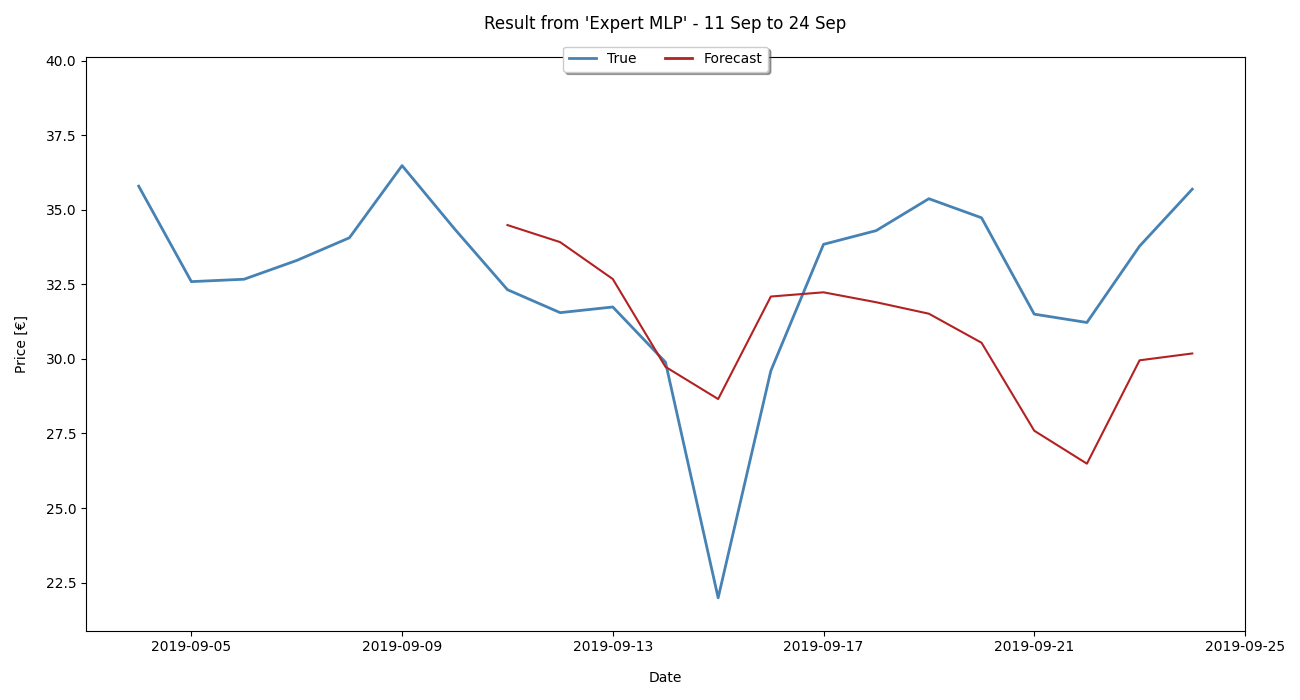 Result from 'Expert MLP' - 11 Sep to 24 Sep
True Forecast
40.0
37.5
35.0
32.5
30.0
27.5
25.0
22.5
Price [€]
2019-09-05 2019-09-09 2019-09-13 2019-09-17 2019-09-21 2019-09-25
Date